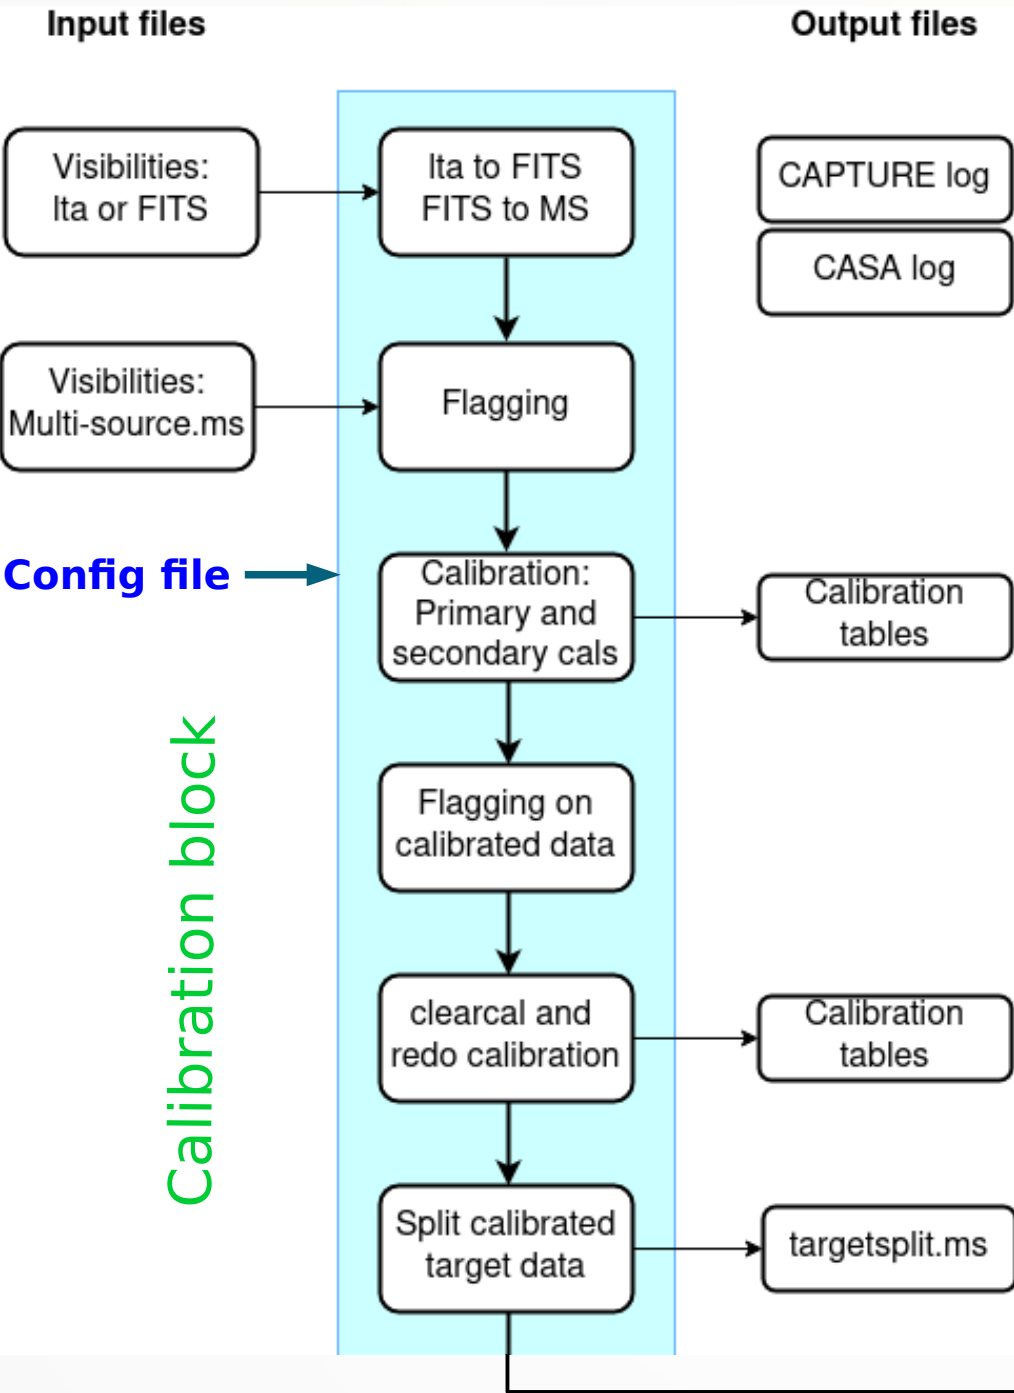 Input files
Output files
Visibilities:
lta or FITS
lta to FITS
FITS to MS
CAPTURE log
CASA log
Visibilities:
Multi-source.ms
Flagging
Config file
Calibration:
Primary and
secondary cals
Calibration
tables
Calibration block
Flagging on
calibrated data
clearcal and
redo calibration
Calibration
tables
Split calibrated
target data
targetsplit.ms